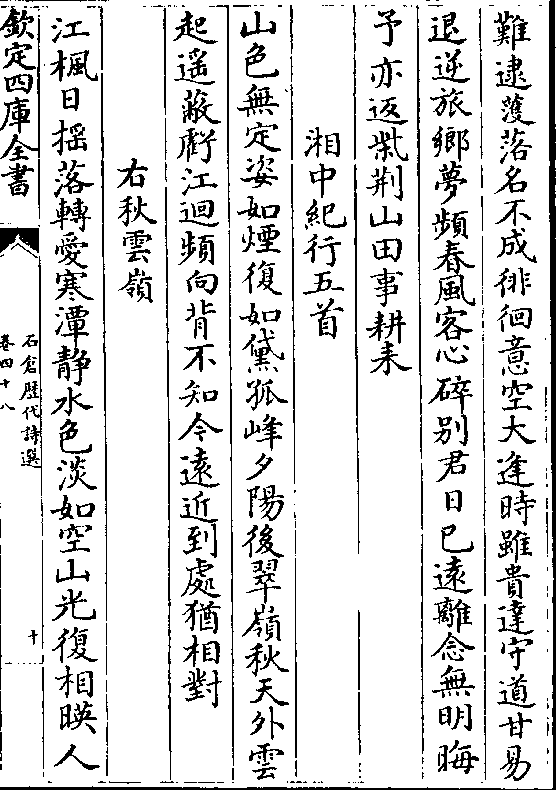 難逮濩落名不成徘徊意空大逢時雖貴達守道甘易
退逆旅鄉夢頻春風客心碎别君日已遠離念無明晦
予亦返柴荆山田事耕耒
湘中紀行五首
山色無定姿如煙復如黛孤峰夕陽後翠嶺秋天外雲
起遥蔽虧江迴頻向背不知今遠近到處猶相對
右秋雲嶺
江楓日揺落轉愛寒潭静水色淡如空山光復相暎人
欽定四庫全書
石倉歴代詩選
卷四十八
十